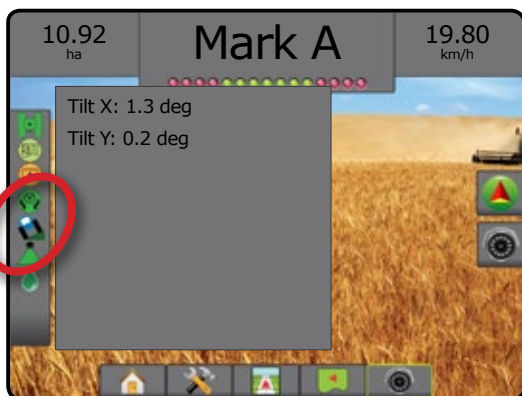 10.92
ha
Mark A
19.80
km/h
Tilt X: 1.3 deg
Tilt Y: 0.2 deg